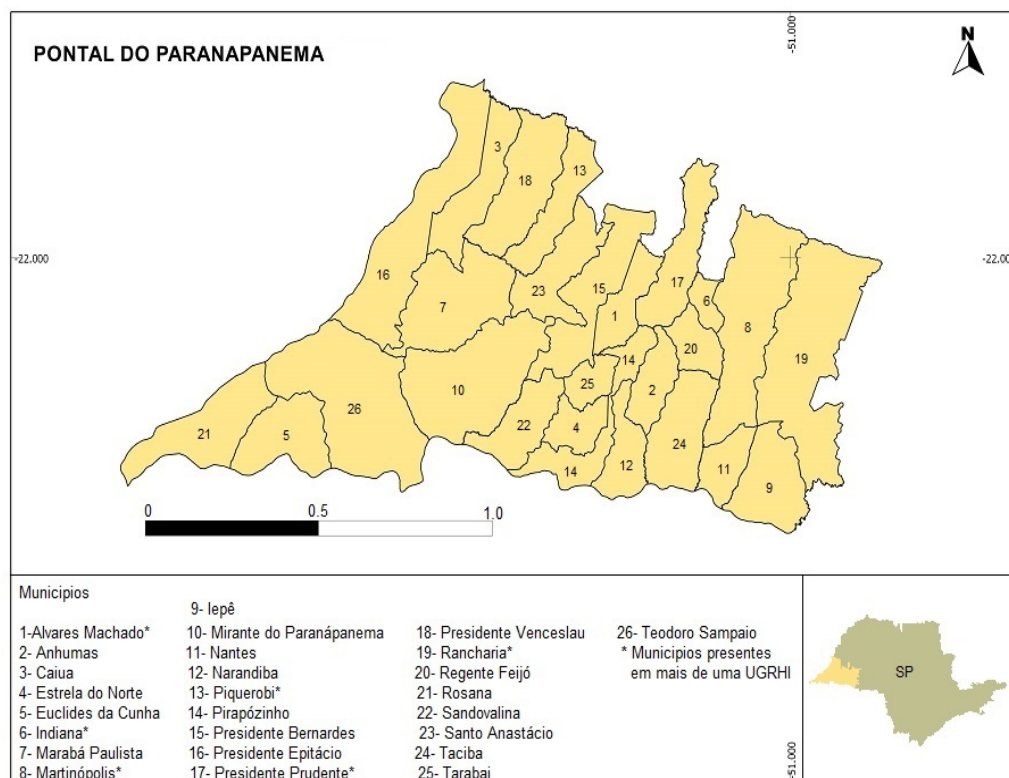 PONTAL DO PARANAPANEMA
-51.000
N
3
18
13
-22.000
-22.00
16
17
15
23
6
7
1
8
20
19
14
25
2
10
26
22
4
21
5
24
14
12
11
9
0
0.5
1.0
Municipios
9- Iepê
1-Alvares Machado*
10- Mirante do Paranápanema
18- Presidente Venceslau
26- Teodoro Sampaio
2- Anhumas
11- Nantes
19- Rancharia*
* Municipios presentes
3- Caiua
12- Narandiba
20- Regente Feijó
em mais de uma UGRHI
4- Estrela do Norte
13- Piquerobi*
21- Rosana
5- Euclides da Cunha
14- Pirapózinho
22- Sandovalina
6- Indiana*
15- Presidente Bernardes
23- Santo Anastácio
7- Marabá Paulista
16- Presidente Epitácio
24- Taciba
8- Martinópolis*
17- Presidente Prudente*
25- Tarabai
SP
-51.000